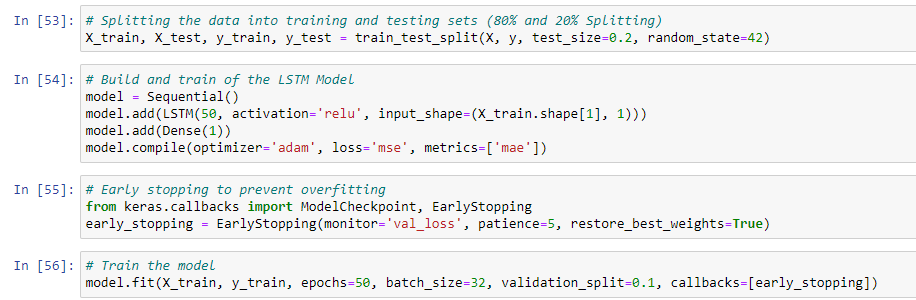 In [53]: # Splitting the data into training and testing sets (80% and 20% Splitting)
X_train, X_test, y_train, y_test = train_test_split(X, y, test_size=0.2, random_state=42)
In [54]: # Build and train of the LSTM Model
model = Sequential()
model.add(LSTM(50, activation='relu', input_shape=(X_train.shape[1], 1)))
model.add(Dense(1))
model.compile(optimizer='adam', loss='mse', metrics=['mae'])
In [55]: # Early stopping to prevent overfitting
from keras.callbacks import ModelCheckpoint, EarlyStopping
early_stopping = EarlyStopping(monitor='val_loss', patience=5, restore_best_weights=True)
In [56]: # Train the model
model.fit(X_train, y_train, epochs=50, batch_size=32, validation_split=0.1, callbacks=[early_stopping])